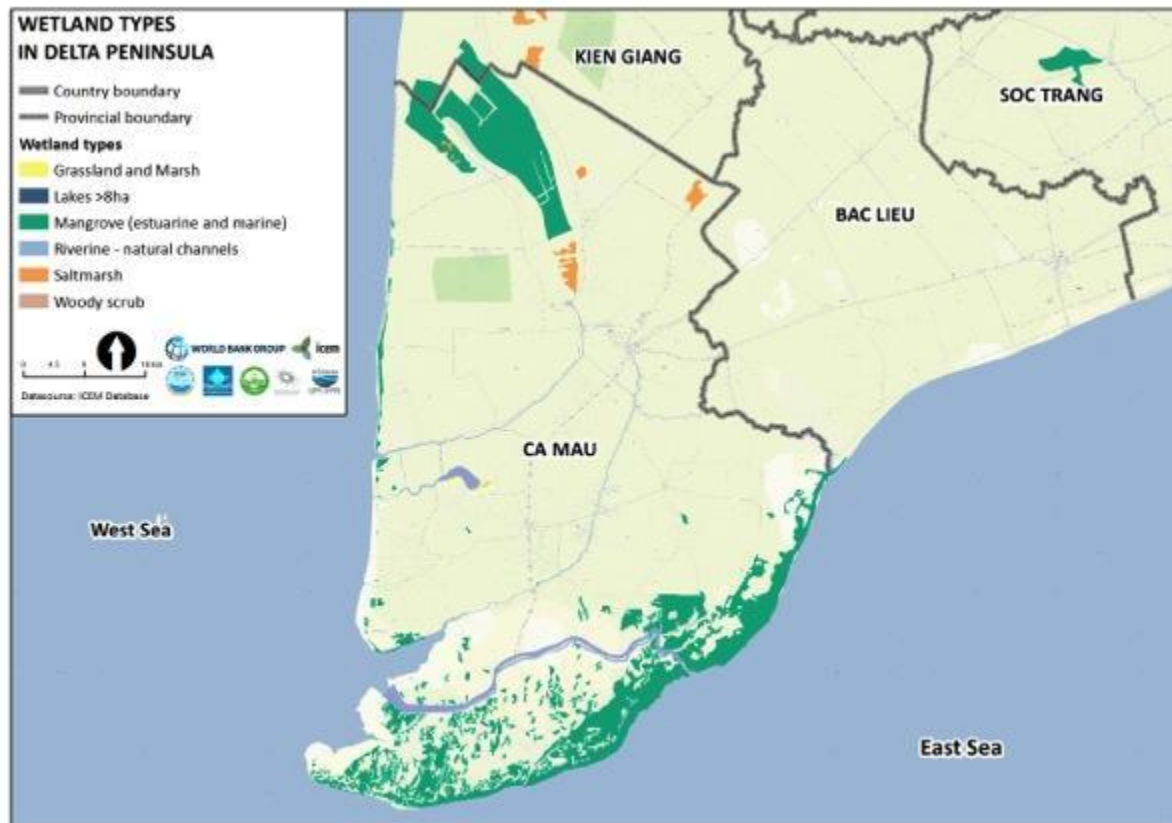 WETLAND TYPES
IN DELTA PENINSULA
Country boundary
Provincial boundary
Wetland types
Grassland and Marsh
Lakes >8ha
Mangrove (estuarine and marine)
Riverine - natural channels
Saltmarsh
Woody scrub
WORLD BANK GROUP
icem
Datasource: ICEM Database
KIEN GIANG
SOC TRANG
BAC LIEU
CA MAU
West Sea
East Sea